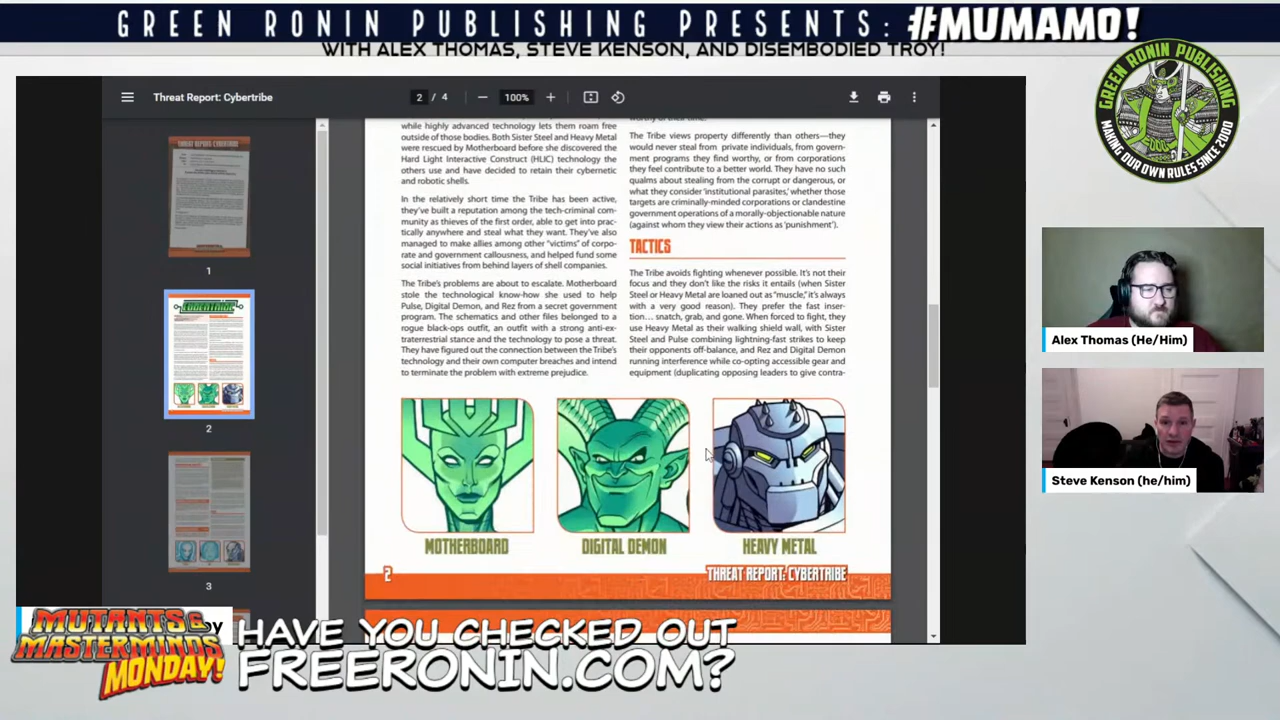 GREEN RONIN PUBLISHING PRESENTS: #MUMAMO!
WITH ALEX THOMAS, STEVE KENSON, AND DISEMBODIED TROY!
GREEN RONIN PUBLISHING
MAKING OUR OWN RULES SINCE 2000
Threat Report: Cybertribe
2 / 4
100%
THREAT REPORT: CYBERTRIBE
1
CYBERTRIBE
2
3
while highly advanced technology lets them roam free
outside of those bodies. Both Sister Steel and Heavy Metal
were rescued by Motherboard before she discovered the
Hard Light Interactive Construct (HLIC) technology the
others use and have decided to retain their cybernetic
and robotic shells.
In the relatively short time the Tribe has been active,
they've built a reputation among the tech-criminal com-
munity as thieves of the first order, able to get into prac-
tically anywhere and steal what they want. They've also
managed to make allies among other "victims" of corpo-
rate and government callousness, and helped fund some
social initiatives from behind layers of shell companies.
The Tribe's problems are about to escalate. Motherboard
stole the technological know-how she used to help
Pulse, Digital Demon, and Rez from a secret government
program. The schematics and other files belonged to a
rogue black-ops outfit, an outfit with a strong anti-ex-
traterrestrial stance and the technology to pose a threat.
They have figured out the connection between the Tribe's
technology and their own computer breaches and intend
to terminate the problem with extreme prejudice.
The Tribe views property differently than others—they
would never steal from private individuals, from govern-
ment programs they find worthy, or from corporations
they feel contribute to a better world. They have no such
qualms about stealing from the corrupt or dangerous, or
what they consider 'institutional parasites,' whether those
targets are criminally-minded corporations or clandestine
government operations of a morally-objectionable nature
(against whom they view their actions as 'punishment').
TACTICS
The Tribe avoids fighting whenever possible. It's not their
focus and they don't like the risks it entails (when Sister
Steel or Heavy Metal are loaned out as "muscle," it's always
with a very good reason). They prefer the fast inser-
tion… snatch, grab, and gone. When forced to fight, they
use Heavy Metal as their walking shield wall, with Sister
Steel and Pulse combining lightning-fast strikes to keep
their opponents off-balance, and Rez and Digital Demon
running interference while co-opting accessible gear and
equipment (duplicating opposing leaders to give contra-
MOTHERBOARD
DIGITAL DEMON
HEAVY METAL
2
THREAT REPORT: CYBERTRIBE
Alex Thomas (He/Him)
Steve Kenson (he/him)
MUTANTS &
MASTERMINDS
MONDAY!
HAVE YOU CHECKED OUT
FREERONIN.COM?